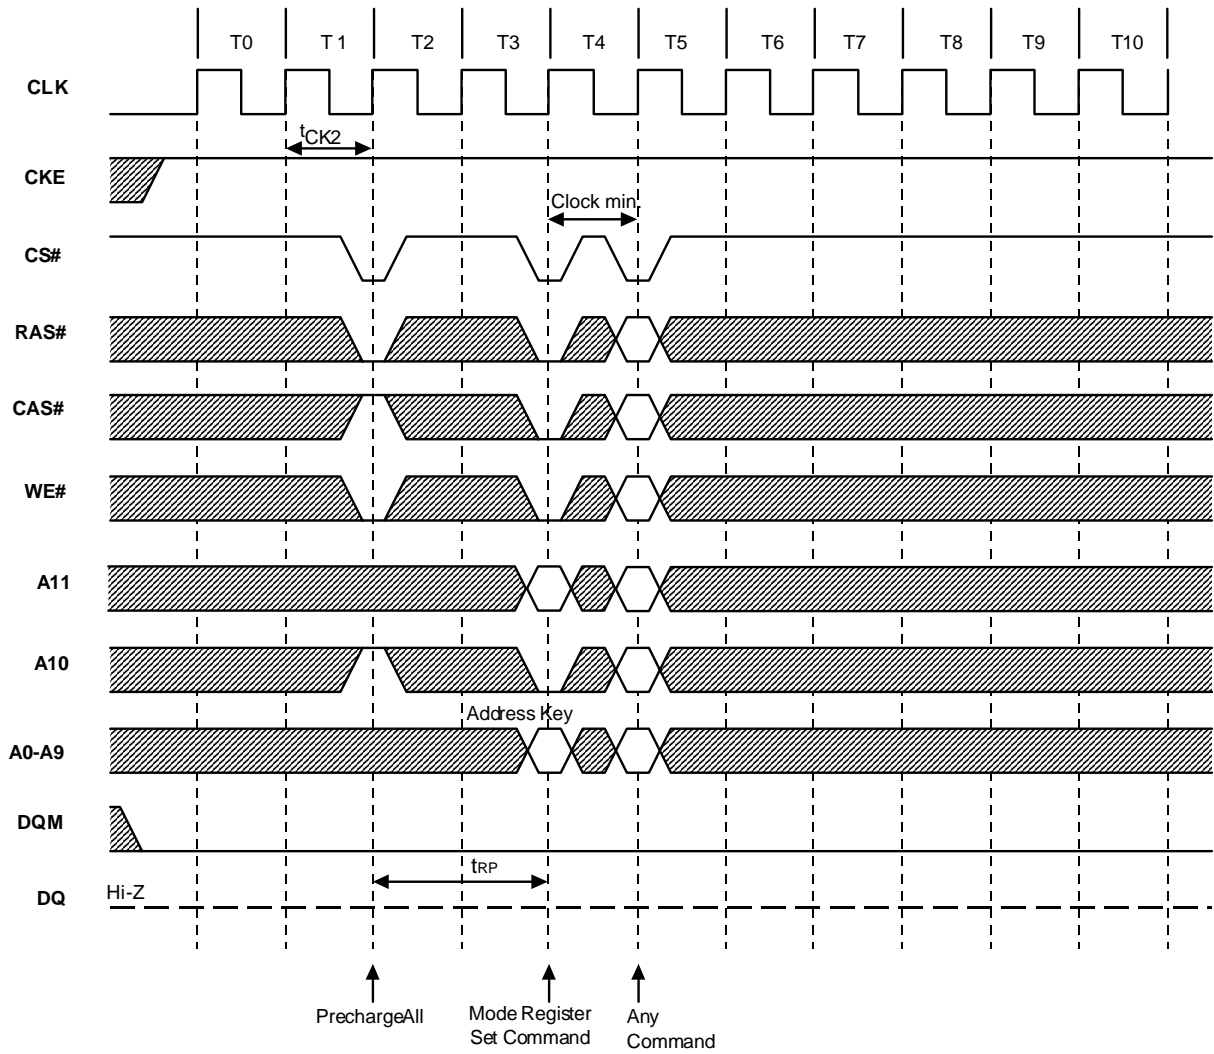 T0 T 1 T2 T3 T4 T5 T6 T7 T8 T9 T10
CLK
tCK2
CKE
Clock min.
CS#
RAS#
CAS#
WE#
A11
A10
Address Key
A0-A9
DQM
tRP
DQ Hi-Z
PrechargeAll
Mode Register
Set Command
Any
Command